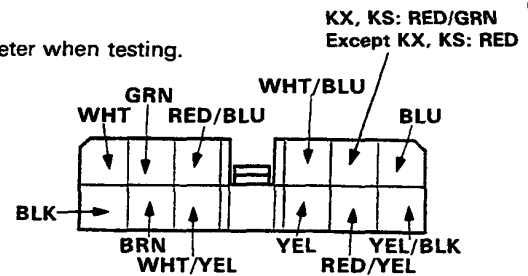 KX, KS: RED/GRN
Except KX, KS: RED
eter when testing.
WHT/BLU
GRN
WHT RED/BLU BLU
BLK
BRN YEL YEL/BLK
WHT/YEL RED/YEL